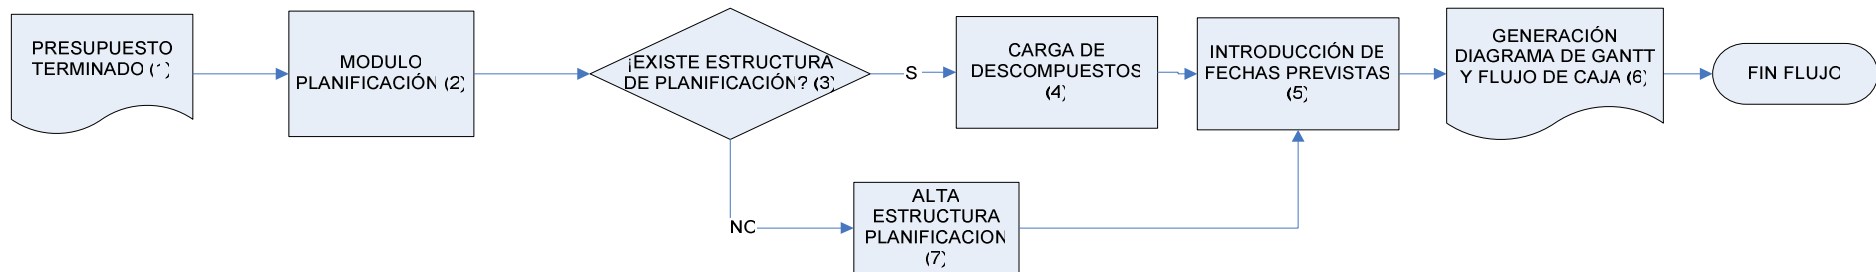 PRESUPUESTO
TERMINADO (1)
MODULO
PLANIFICACIÓN (2)
¡EXISTE ESTRUCTURA
DE PLANIFICACIÓN? (3)
S
CARGA DE
DESCOMPUESTOS
(4)
INTRODUCCIÓN DE
FECHAS PREVISTAS
(5)
GENERACIÓN
DIAGRAMA DE GANTT
Y FLUJO DE CAJA (6)
FIN FLUJO
NO
ALTA
ESTRUCTURA
PLANIFICACION
(7)